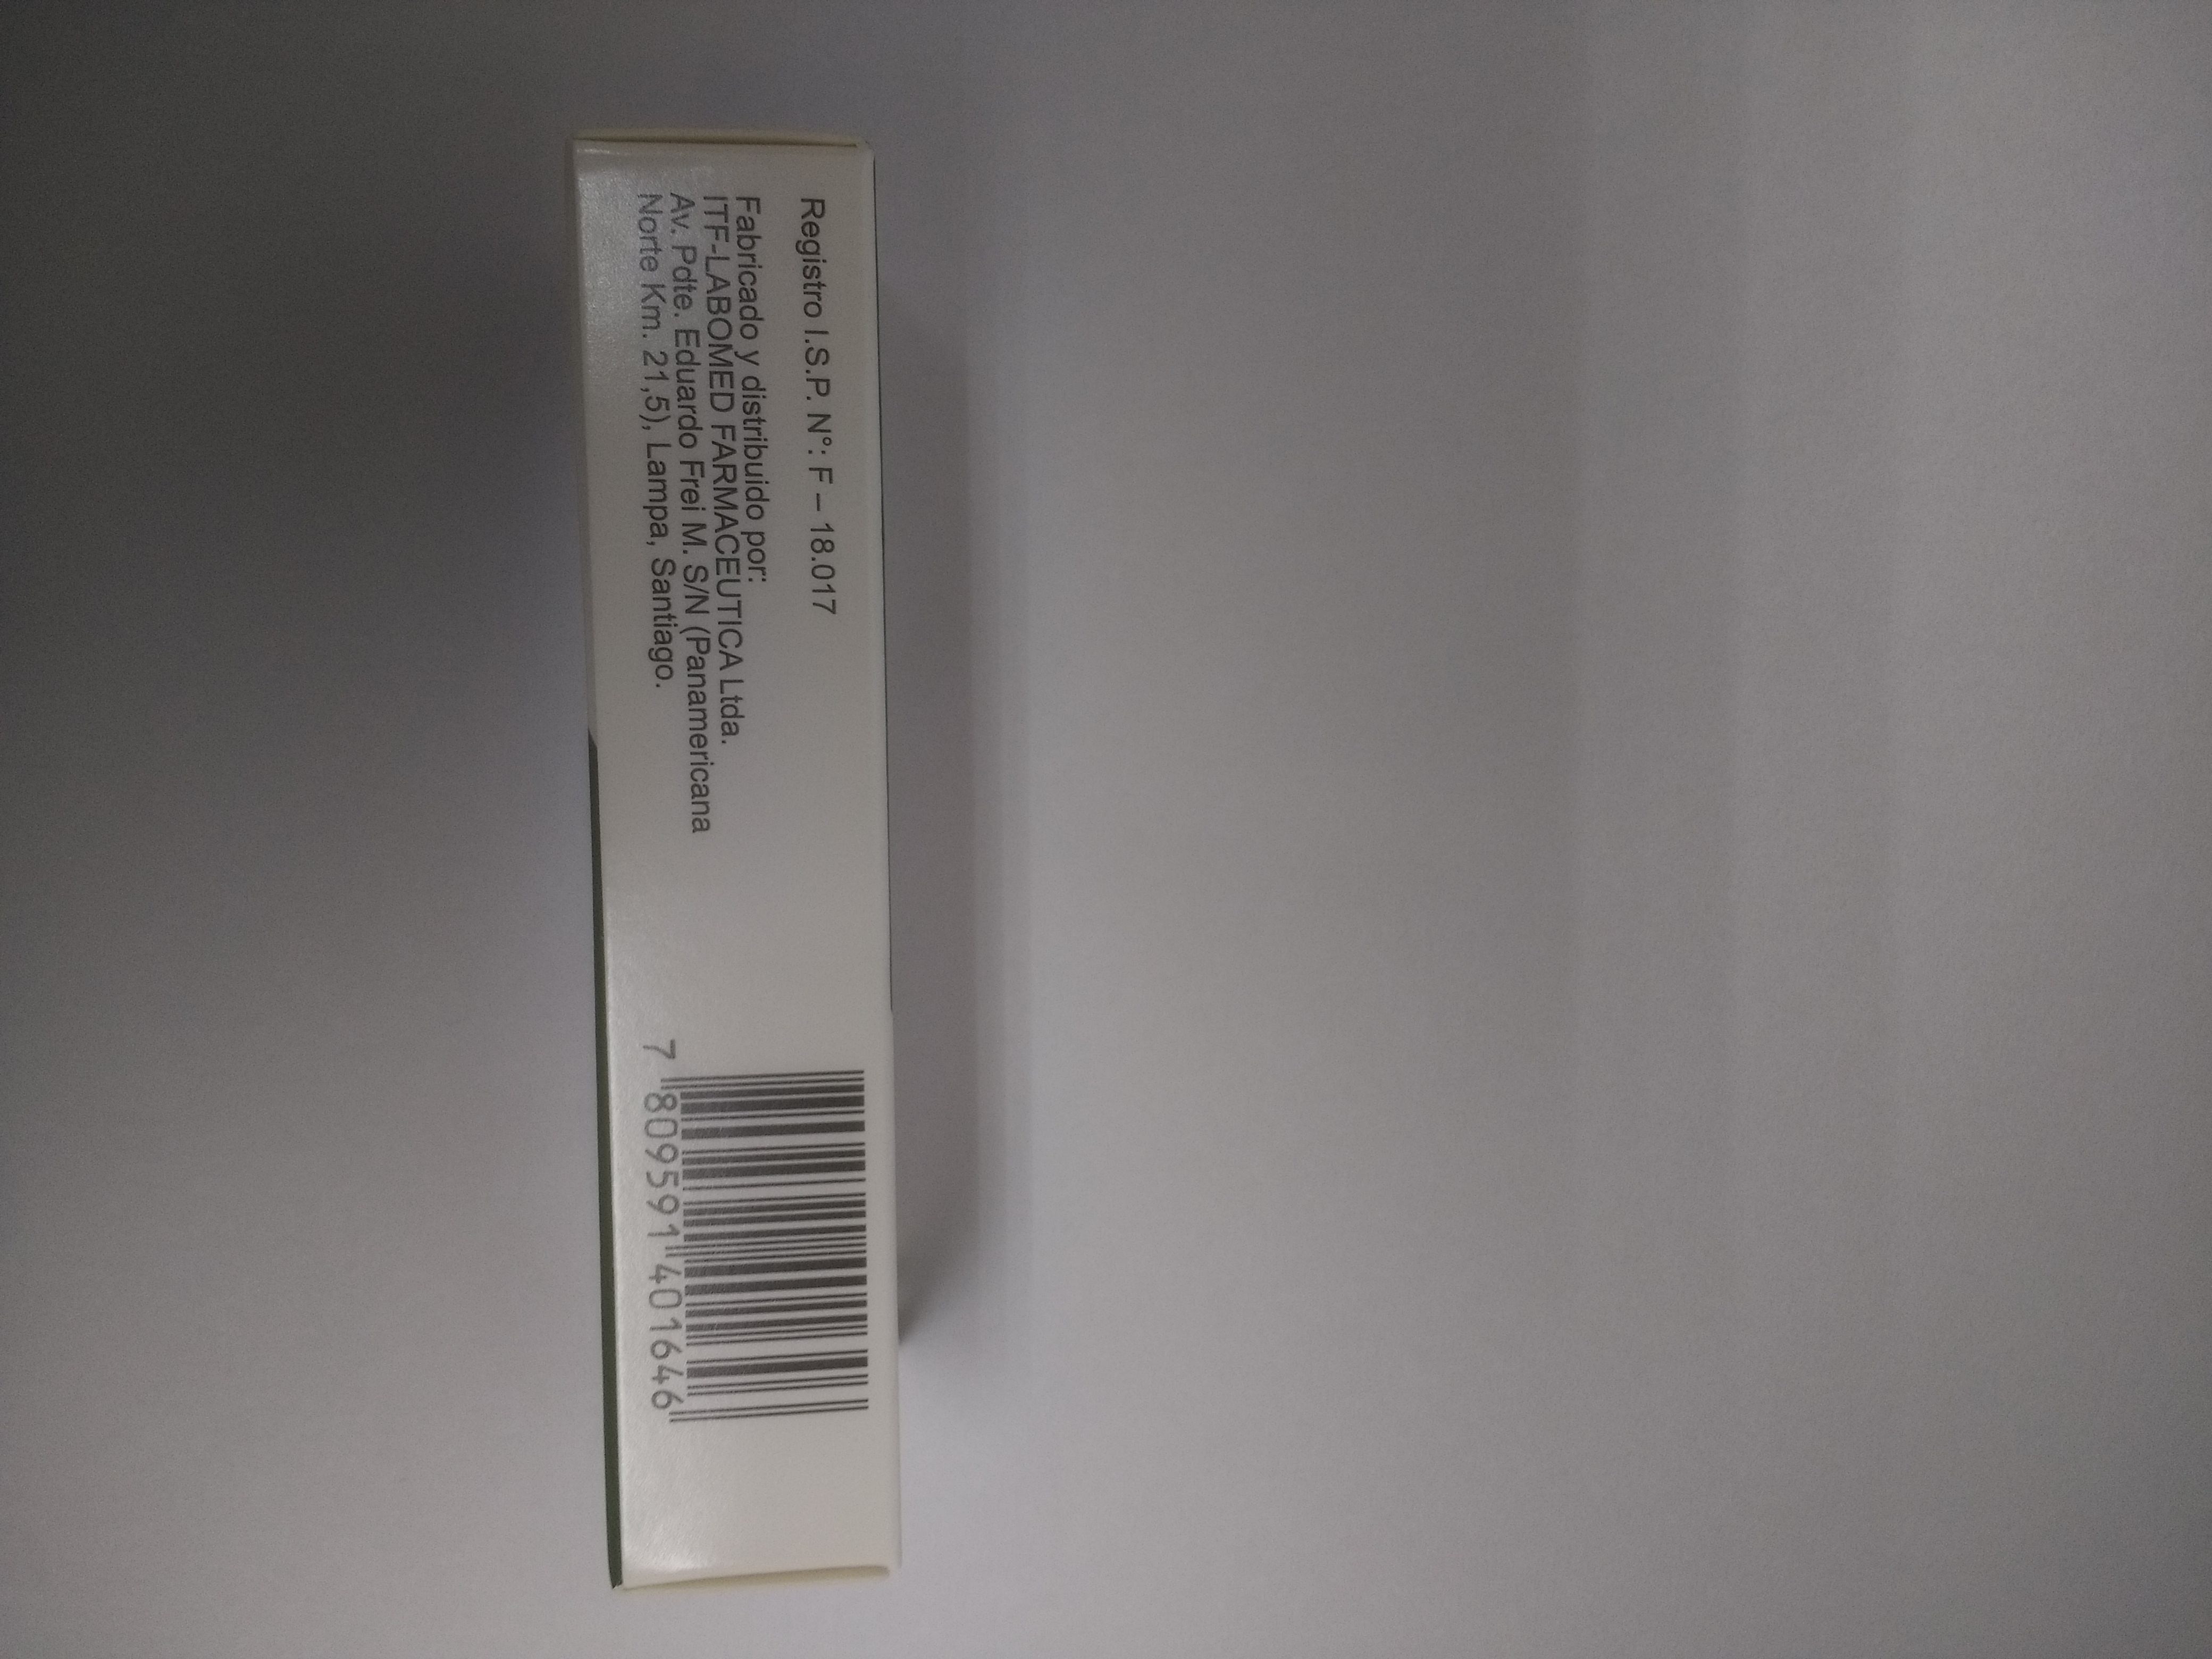 Registro I.S.P. N°: F – 18.017
Fabricado y distribuido por:
ITF-LABOMED FARMACEUTICA Ltda.
Av. Pdte. Eduardo Frei M. S/N (Panamericana
Norte Km. 21,5), Lampa, Santiago.
7 809591 401646